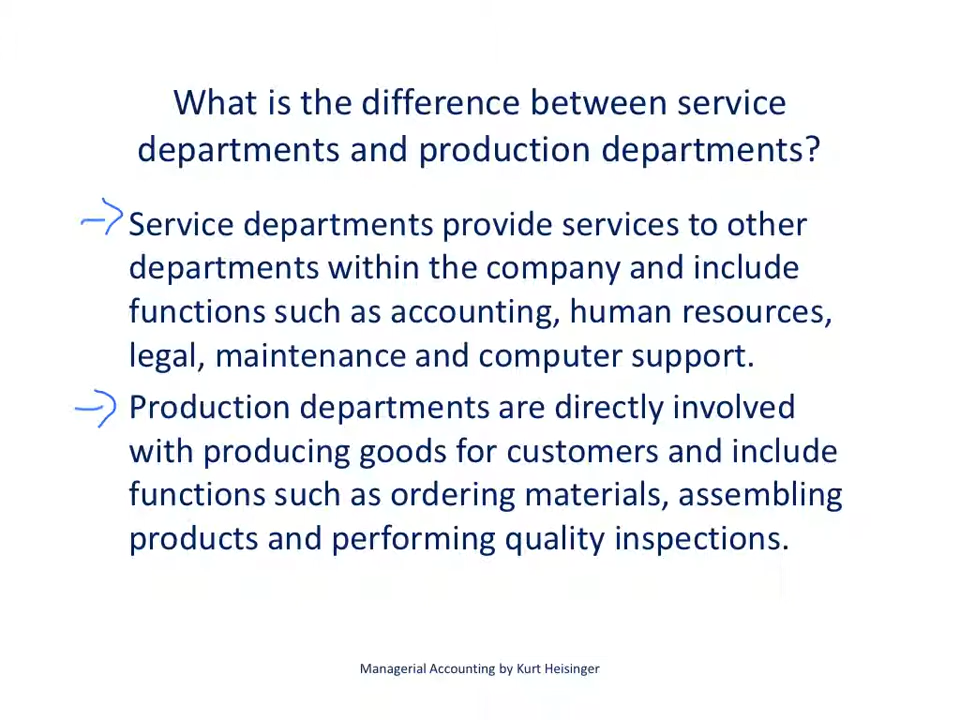 What is the difference between service
departments and production departments?
Service departments provide services to other
departments within the company and include
functions such as accounting, human resources,
legal, maintenance and computer support.
Production departments are directly involved
with producing goods for customers and include
functions such as ordering materials, assembling
products and performing quality inspections.
Managerial Accounting by Kurt Heisinger